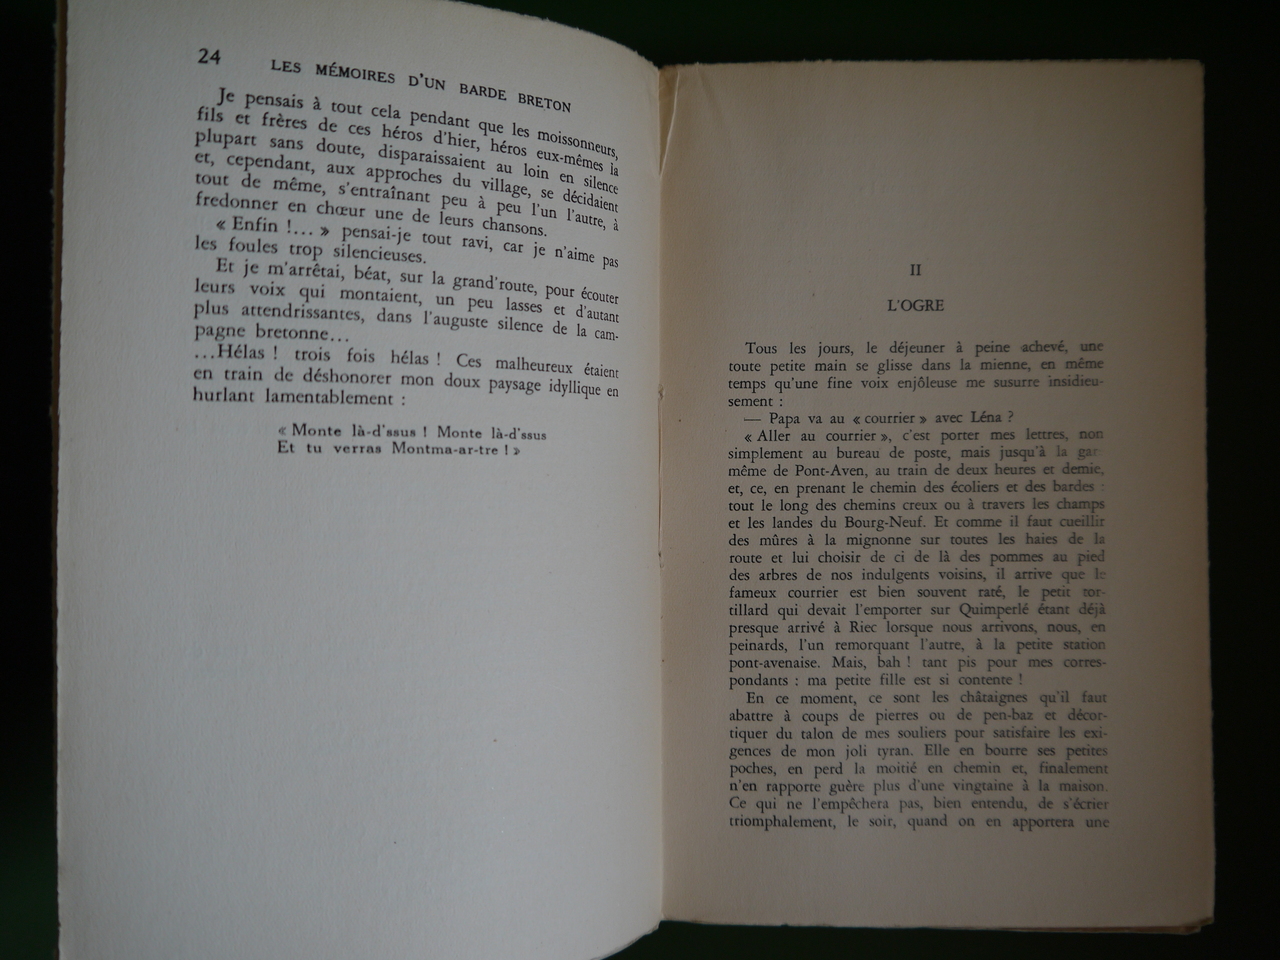 24
LES MÉMOIRES D'UN BARDE BRETON
Je pensais à tout cela pendant que les moissonneurs,
fils et frères de ces héros d'hier, héros eux-mêmes la
plupart sans doute, disparaissaient au loin en silence
et, cependant, aux approches du village, se décidaient
tout de même, s'entraînant peu à peu l'un l'autre, à
fredonner en chœur une de leurs chansons.
« Enfin !... » pensai-je tout ravi, car je n'aime pas
les foules trop silencieuses.
Et je m'arrêtai, béat, sur la grand'route, pour écouter
leurs voix qui montaient, un peu lasses et d'autant
plus attendrissantes, dans l'auguste silence de la cam-
pagne bretonne...
...Hélas ! trois fois hélas ! Ces malheureux étaient
en train de déshonorer mon doux paysage idyllique en
hurlant lamentablement :
« Monte là-d'ssus ! Monte là-d'ssus
Et tu verras Montma-ar-tre ! »
II
L'OGRE
Tous les jours, le déjeuner à peine achevé, une
toute petite main se glisse dans la mienne, en même
temps qu'une fine voix enjôleuse me susurre insidieu-
sement :
— Papa va au « courrier » avec Léna ?
« Aller au courrier », c'est porter mes lettres, non
simplement au bureau de poste, mais jusqu'à la gare
même de Pont-Aven, au train de deux heures et demie,
et, ce, en prenant le chemin des écoliers et des bardes :
tout le long des chemins creux ou à travers les champs
et les landes du Bourg-Neuf. Et comme il faut cueillir
des mûres à la mignonne sur toutes les haies de la
route et lui choisir de ci de là des pommes au pied
des arbres de nos indulgents voisins, il arrive que le
fameux courrier est bien souvent raté, le petit tor-
tillard qui devait l'emporter sur Quimperlé étant déjà
presque arrivé à Riec lorsque nous arrivons, nous, en
peinards, l'un remorquant l'autre, à la petite station
pont-avenaise. Mais, bah ! tant pis pour mes corres-
pondants : ma petite fille est si contente !
En ce moment, ce sont les châtaignes qu'il faut
abattre à coups de pierres ou de pen-baz et décor-
tiquer du talon de mes souliers pour satisfaire les exi-
gences de mon joli tyran. Elle en bourre ses petites
poches, en perd la moitié en chemin et, finalement
n'en rapporte guère plus d'une vingtaine à la maison.
Ce qui ne l'empêchera pas, bien entendu, de s'écrier
triomphalement, le soir, quand on en apportera une